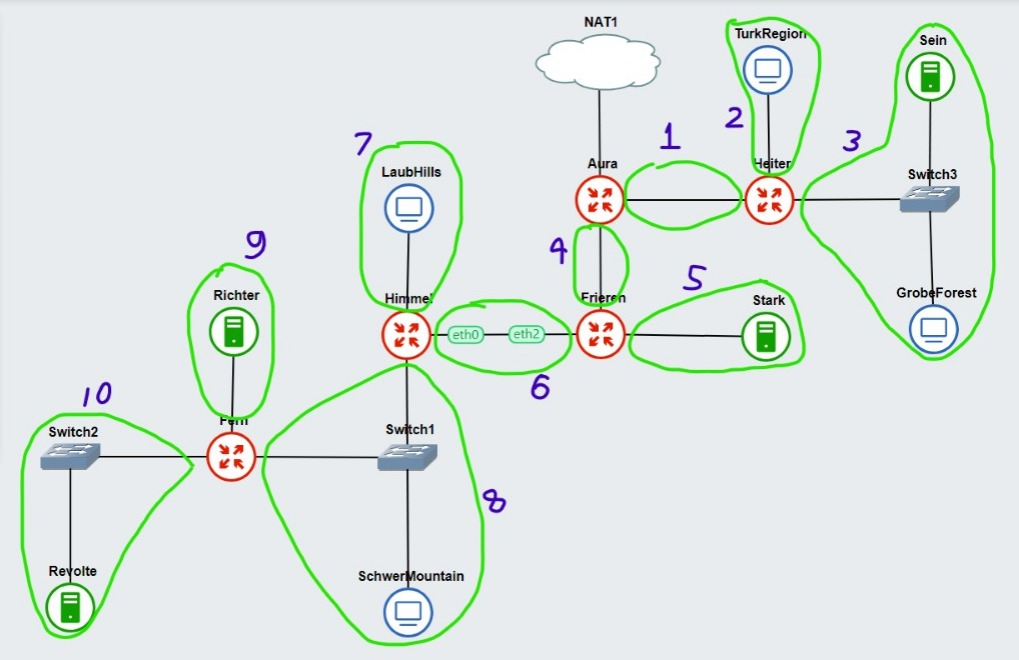 NAT1
TurkRegion
Sein
2
3
1
7
Aura
Heiter
LaubHills
Switch3
9
4
5
Richter
Himmel
Frieren
Stark
GrobeForest
eth0
eth2
6
10
Fern
Switch2
Switch1
8
Revolte
SchwerMountain